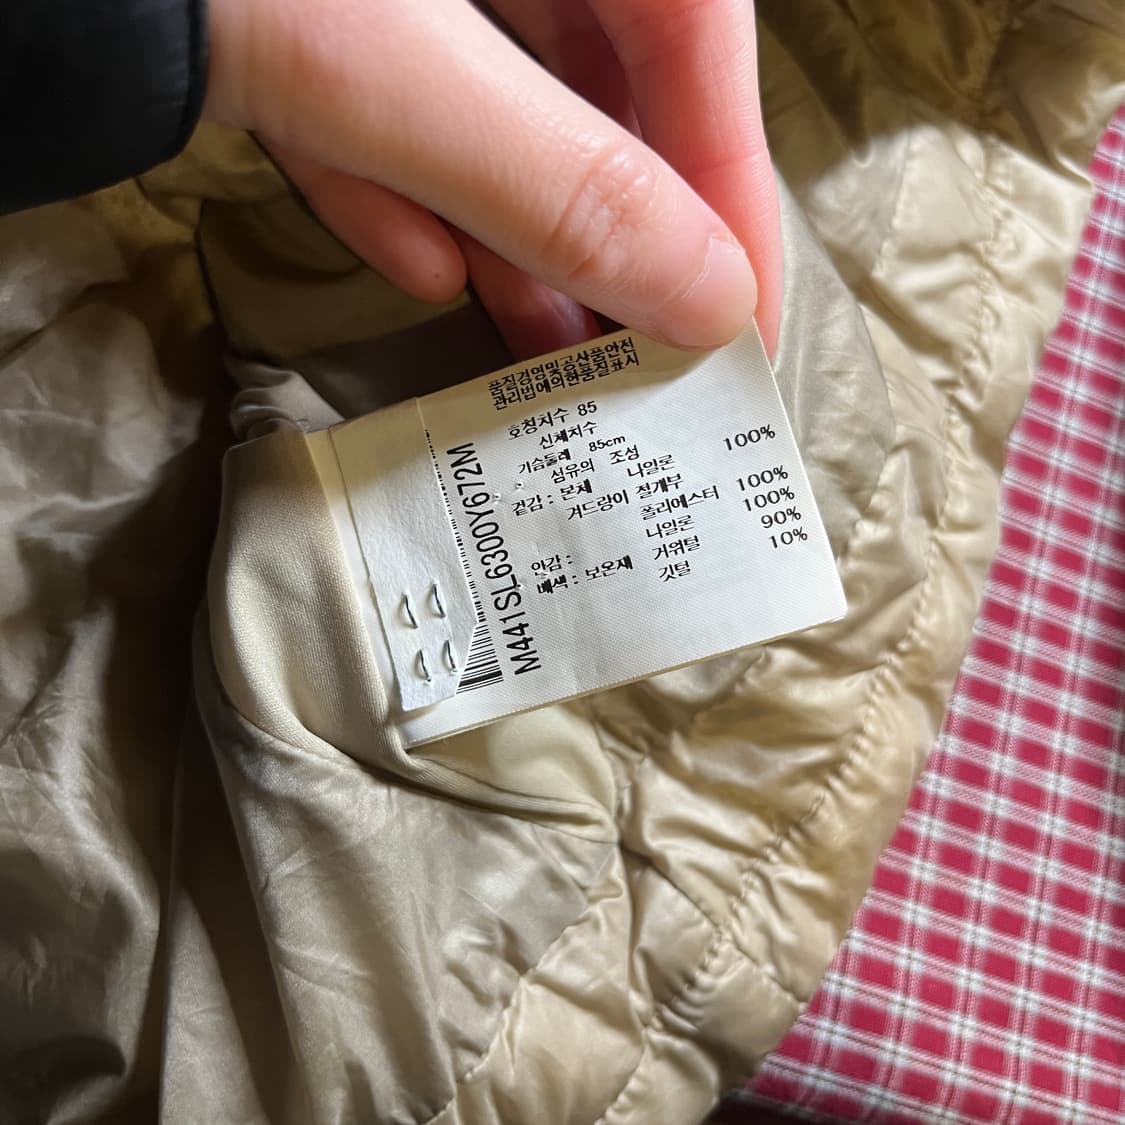 품질경영및공산품안전
관리법에의한품질표시
호칭치수 85
신체치수
가슴둘레 85cm
섬유의 조성
겉감 : 본체 나일론 100%
겨드랑이 절개부
폴리에스터 100%
안감 : 나일론 100%
배색 : 보온재 거위털 90%
깃털 10%
M441SL6300Y672M